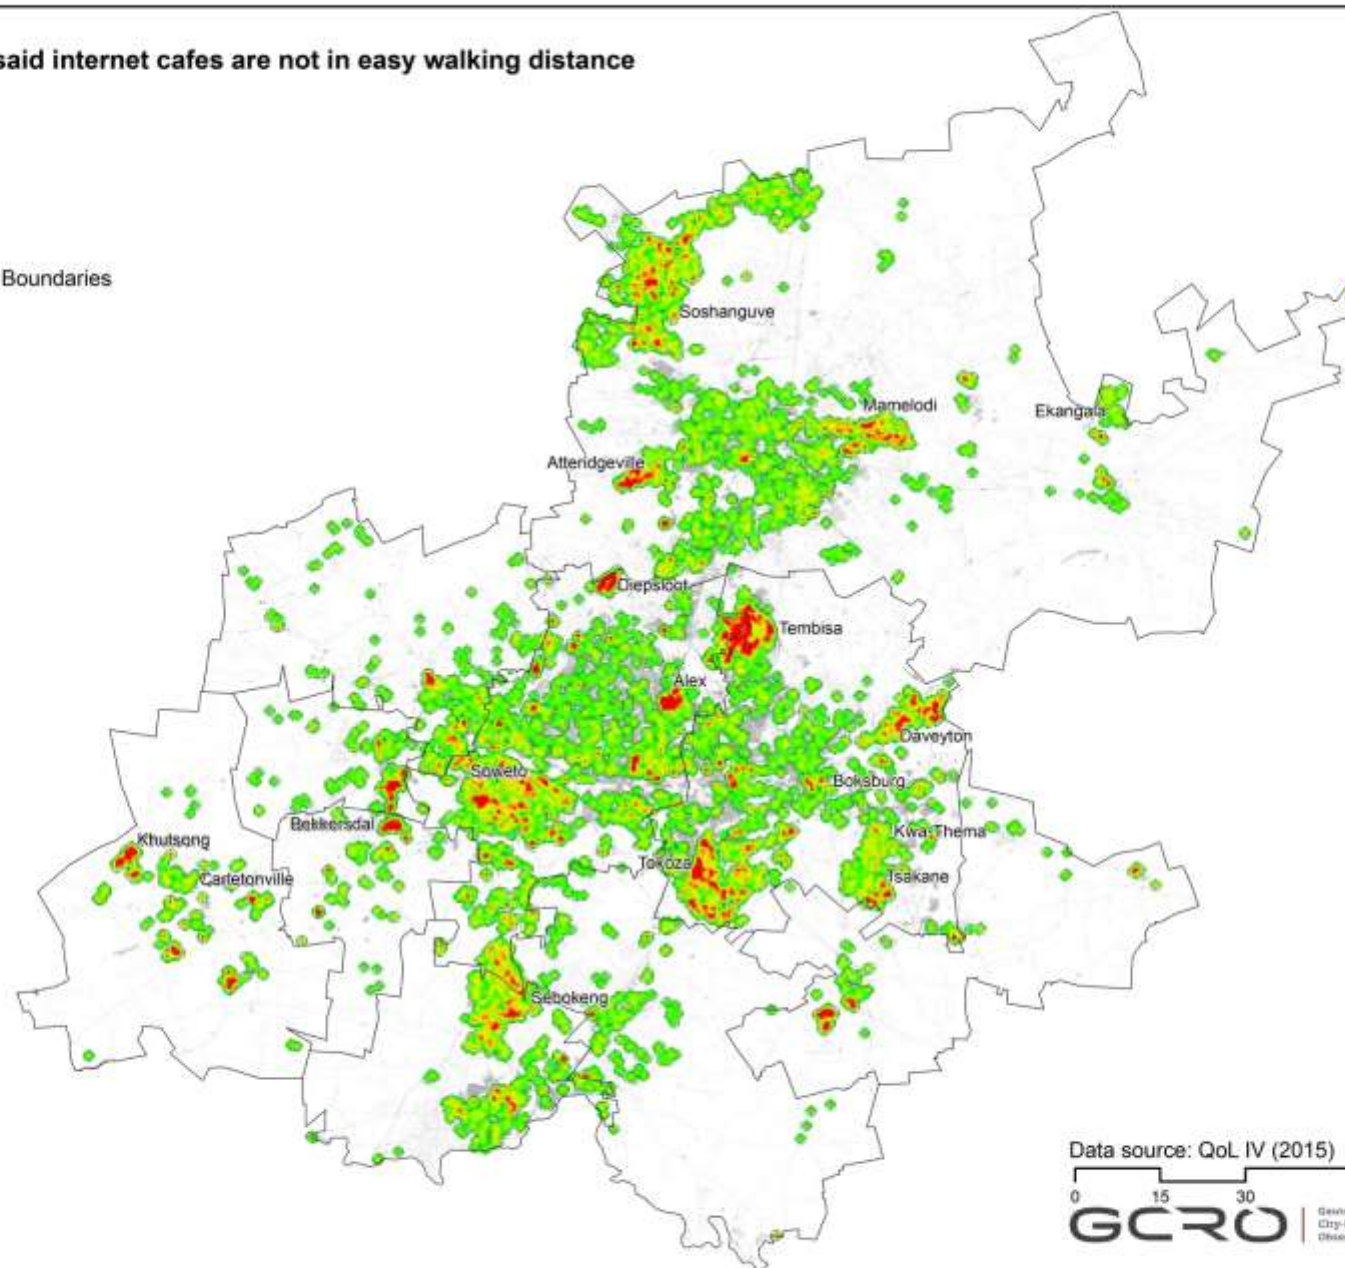 said internet cafes are not in easy walking distance
Boundaries
Soshanguve
Mamelodi
Ekangala
Atteridgeville
Diepsloot
Tembisa
Alex
Daveyton
Soweto
Boksburg
Bekkersdal
Kwa-Thema
Khutsong
Tokoza
Tsakane
Carletonville
Sebokeng
Data source: QoL IV (2015)
0 15 30
GCRO